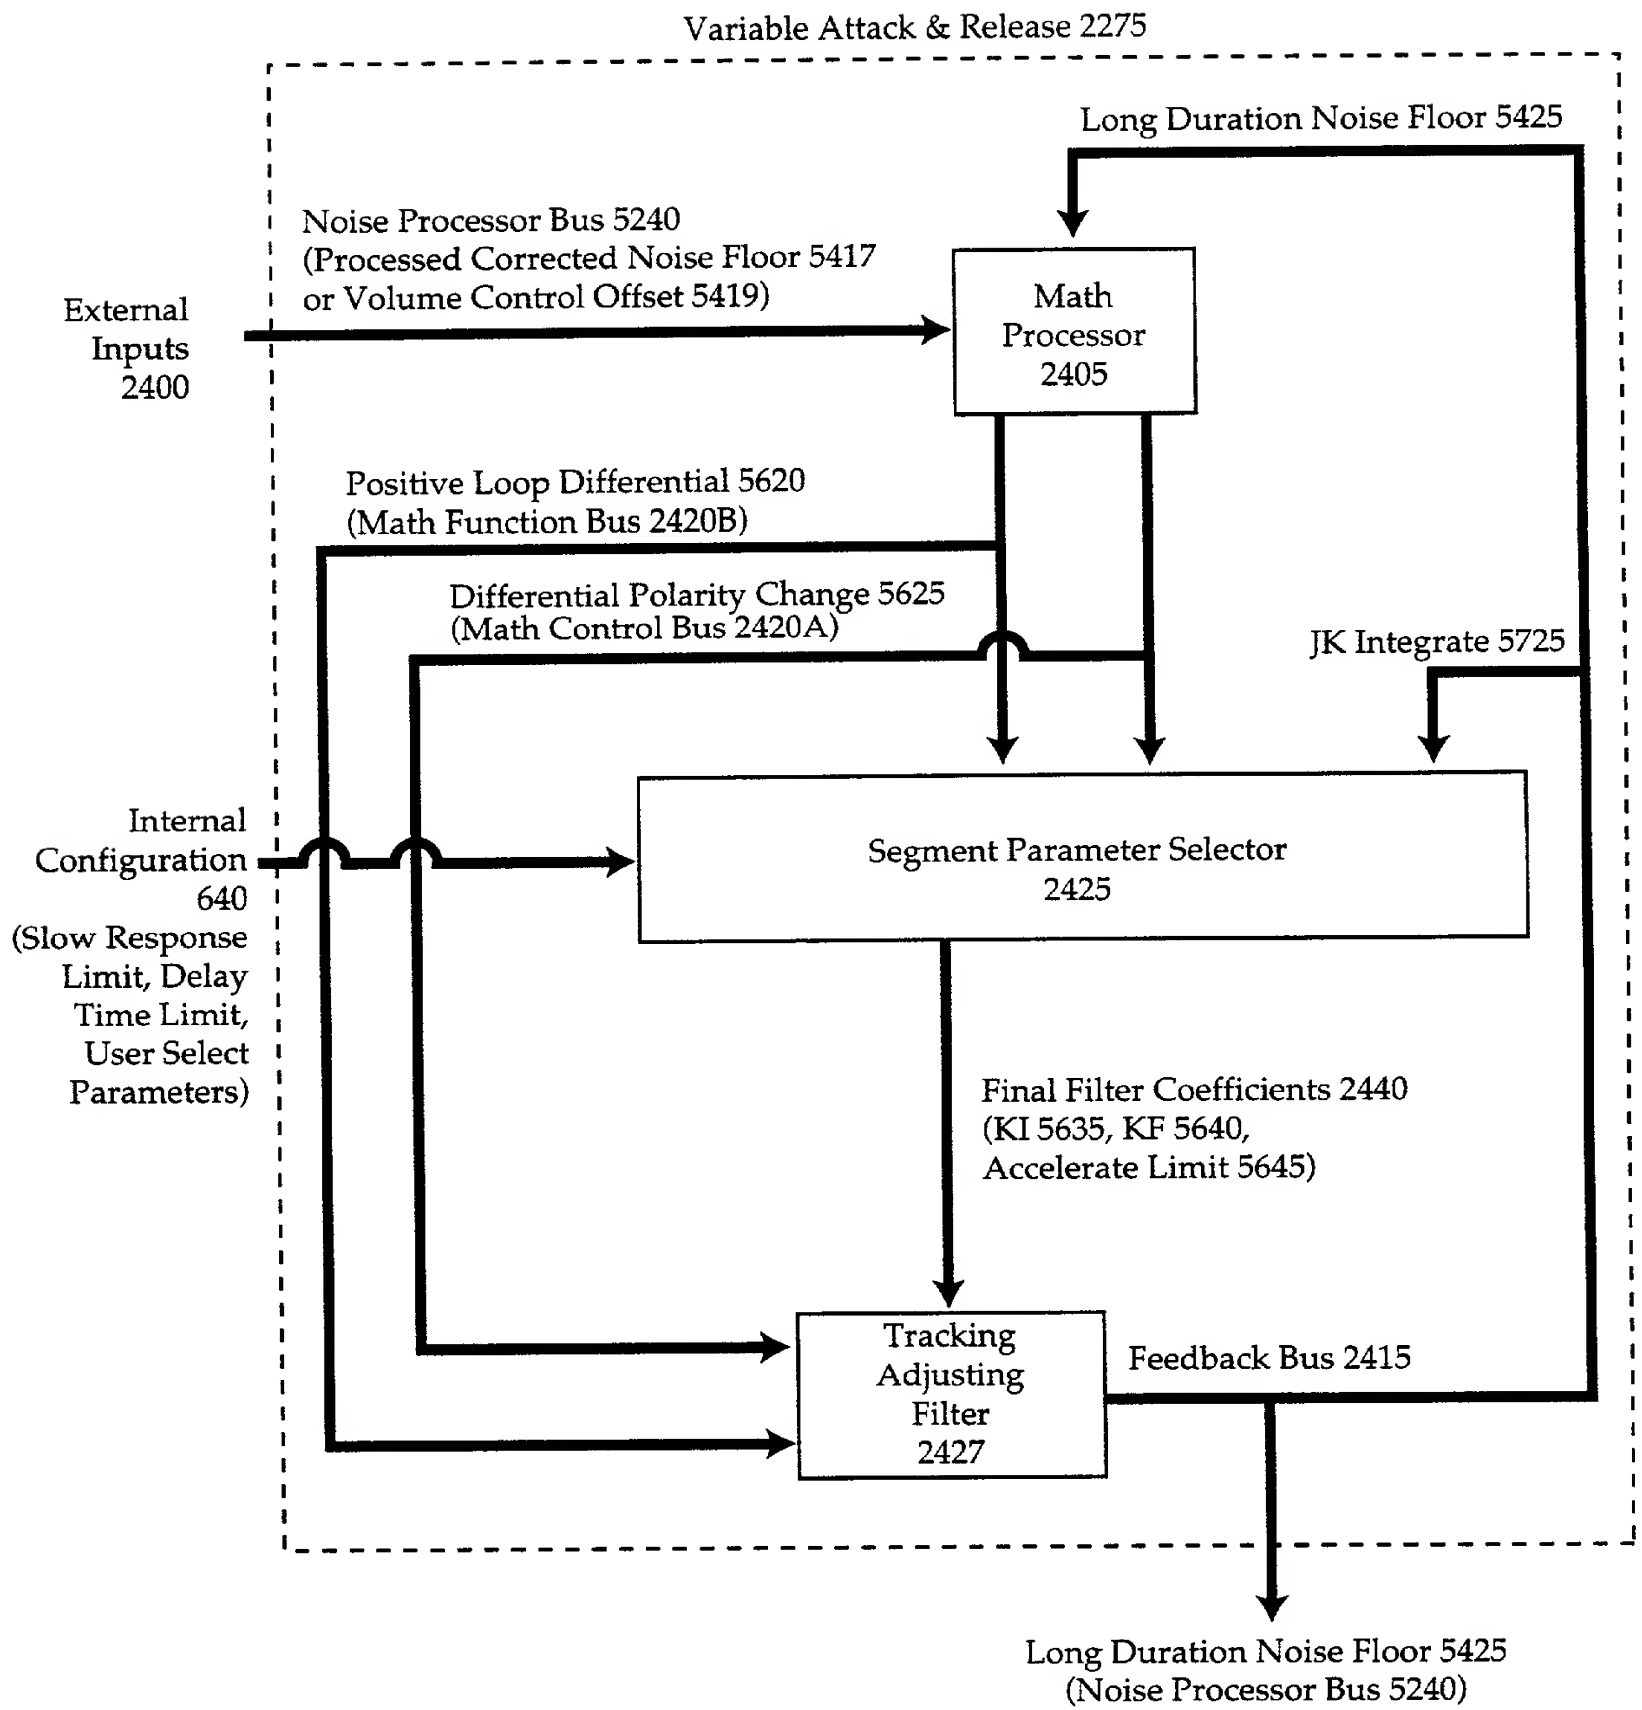 Variable Attack & Release 2275
Long Duration Noise Floor 5425
Noise Processor Bus 5240
(Processed Corrected Noise Floor 5417
or Volume Control Offset 5419)
External
Inputs
2400
Math
Processor
2405
Positive Loop Differential 5620
(Math Function Bus 2420B)
Differential Polarity Change 5625
(Math Control Bus 2420A)
JK Integrate 5725
Internal
Configuration
640
(Slow Response
Limit, Delay
Time Limit,
User Select
Parameters)
Segment Parameter Selector
2425
Final Filter Coefficients 2440
(KI 5635, KF 5640,
Accelerate Limit 5645)
Tracking
Adjusting
Filter
2427
Feedback Bus 2415
Long Duration Noise Floor 5425
(Noise Processor Bus 5240)